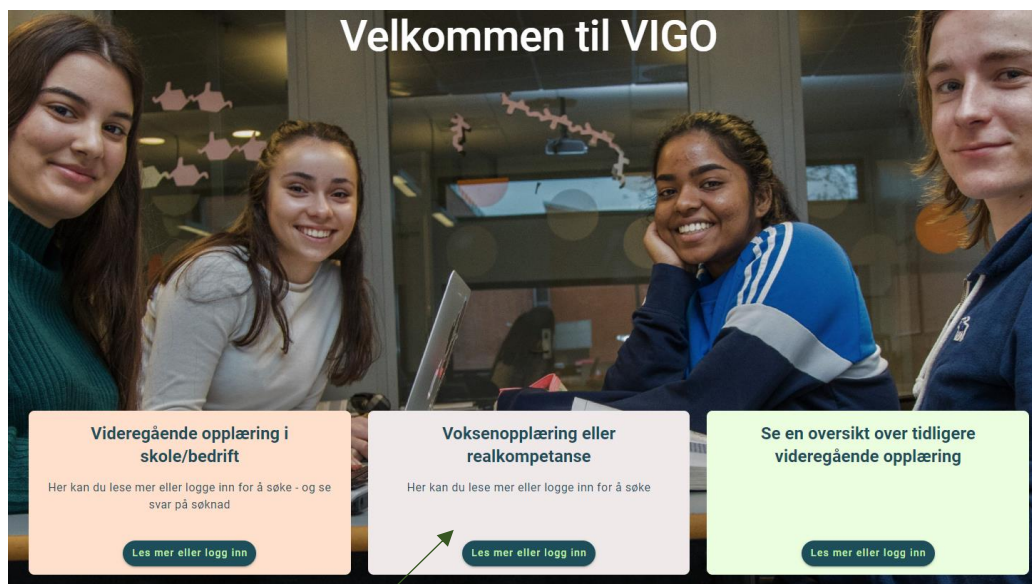 Velkommen til VIGO
Videregående opplæring i
skole/bedrift
Her kan du lese mer eller logge inn for å søke - og se
svar på søknad
Les mer eller logg inn
Voksenopplæring eller
realkompetanse
Her kan du lese mer eller logge inn for å søke
Les mer eller logg inn
Se en oversikt over tidligere
videregående opplæring
Les mer eller logg inn